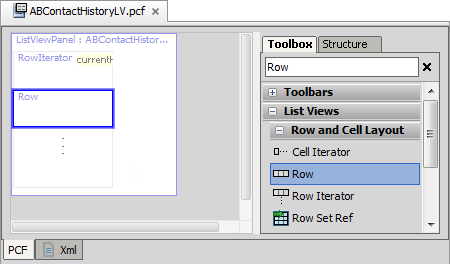 ABContactHistoryLV.pcf
ListViewPanel : ABContactHistor...
RowIterator
Row
Toolbox
Structure
Row
Toolbars
List Views
Row and Cell Layout
Cell Iterator
Row
Row Iterator
Row Set Ref
PCF
Xml